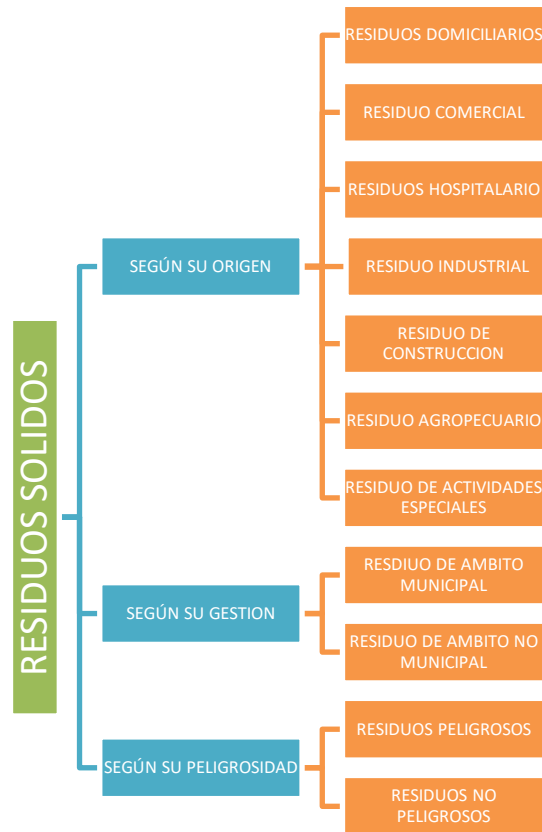 RESIDUOS SOLIDOS
SEGÚN SU ORIGEN
RESIDUOS DOMICILIARIOS
RESIDUO COMERCIAL
RESIDUOS HOSPITALARIO
RESIDUO INDUSTRIAL
RESIDUO DE
CONSTRUCCION
RESIDUO AGROPECUARIO
RESIDUO DE ACTIVIDADES
ESPECIALES
SEGÚN SU GESTION
RESDIUO DE AMBITO
MUNICIPAL
RESIDUO DE AMBITO NO
MUNICIPAL
SEGÚN SU PELIGROSIDAD
RESIDUOS PELIGROSOS
RESIDUOS NO
PELIGROSOS